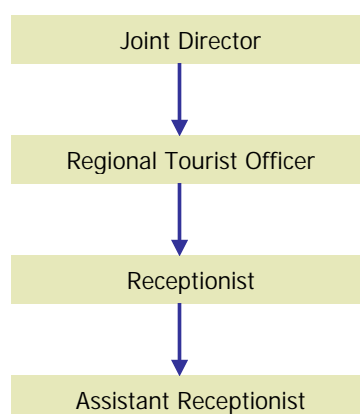 Joint Director
Regional Tourist Officer
Receptionist
Assistant Receptionist